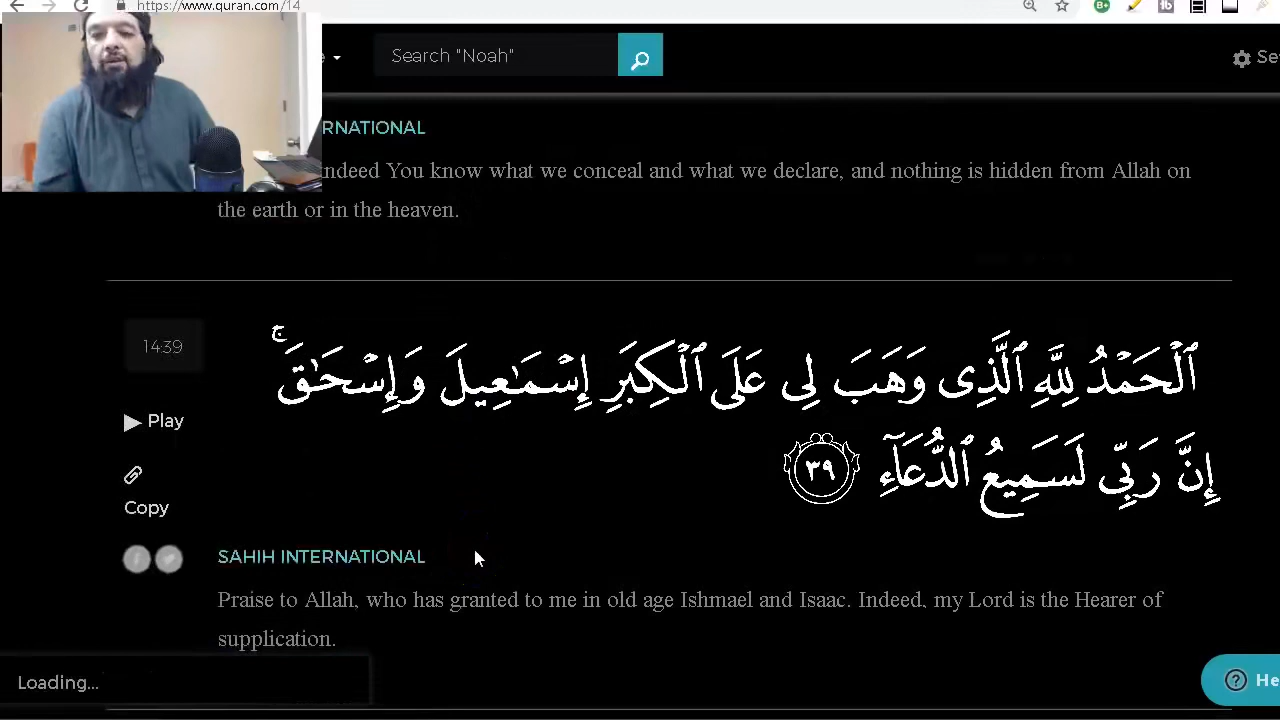 https://www.quran.com/14
Search "Noah"
RNATIONAL
ndeed You know what we conceal and what we declare, and nothing is hidden from Allah on
the earth or in the heaven.
14:39
ٱلْحَمْدُ لِلَّهِ ٱلَّذِى وَهَبَ لِى عَلَى ٱلْكِبَرِ إِسْمَـٰعِيلَ وَإِسْحَـٰقَ ۚ
إِنَّ رَبِّى لَسَمِيعُ ٱلدُّعَآءِ ٣٩
Play
Copy
SAHIH INTERNATIONAL
Praise to Allah, who has granted to me in old age Ishmael and Isaac. Indeed, my Lord is the Hearer of
supplication.
Loading...